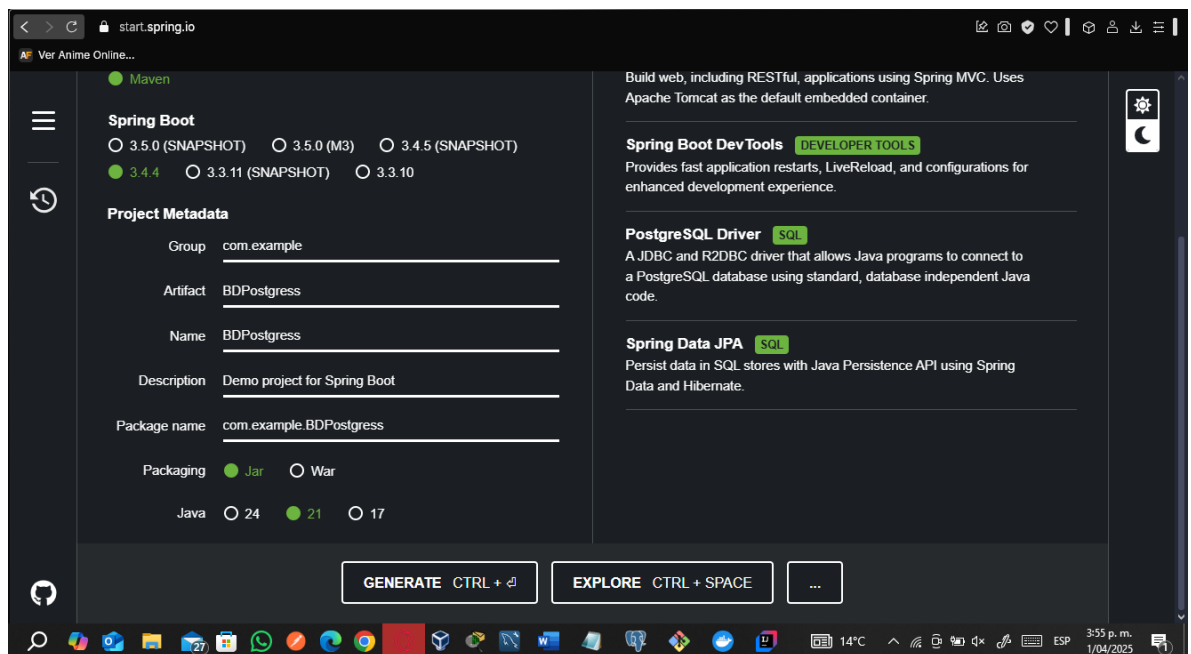 start.spring.io
AF Ver Anime Online...
Maven
Spring Boot
3.5.0 (SNAPSHOT) 3.5.0 (M3) 3.4.5 (SNAPSHOT)
3.4.4 3.3.11 (SNAPSHOT) 3.3.10
Project Metadata
Group com.example
Artifact BDPostgress
Name BDPostgress
Description Demo project for Spring Boot
Package name com.example.BDPostgress
Packaging Jar War
Java 24 21 17
Build web, including RESTful, applications using Spring MVC. Uses
Apache Tomcat as the default embedded container.
Spring Boot DevTools DEVELOPER TOOLS
Provides fast application restarts, LiveReload, and configurations for
enhanced development experience.
PostgreSQL Driver SQL
A JDBC and R2DBC driver that allows Java programs to connect to
a PostgreSQL database using standard, database independent Java
code.
Spring Data JPA SQL
Persist data in SQL stores with Java Persistence API using Spring
Data and Hibernate.
GENERATE CTRL + ⏎ EXPLORE CTRL + SPACE ...
27 14°C ESP 3:55 p. m.
1/04/2025 1